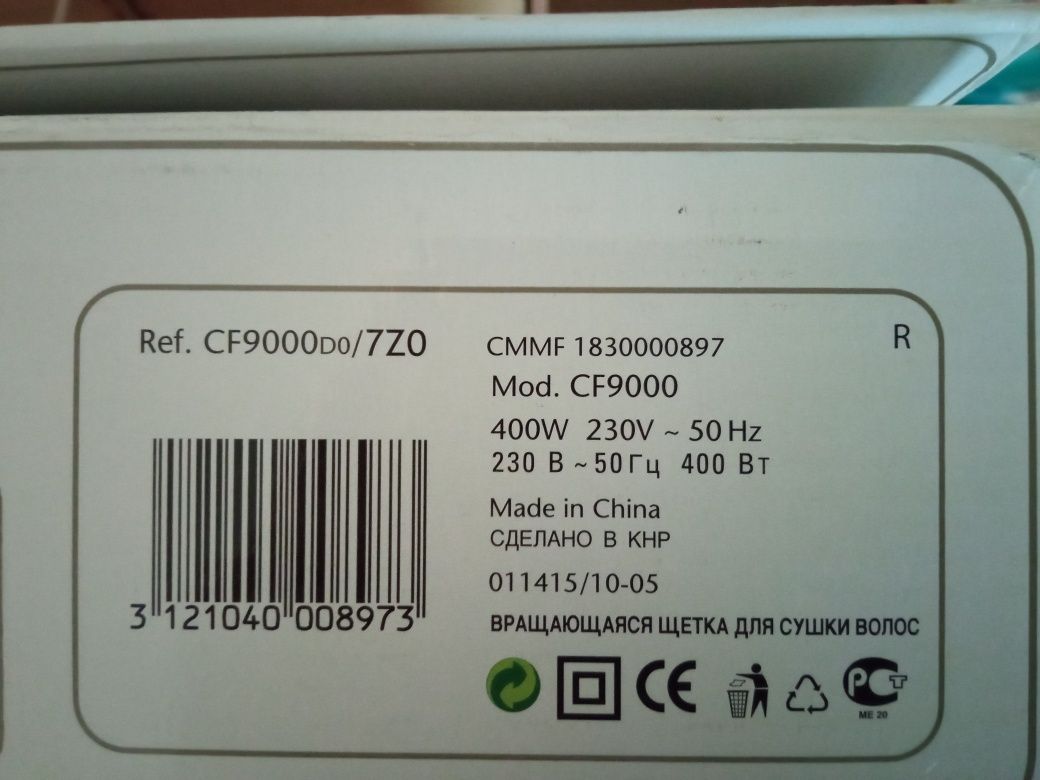 Ref. CF9000D0/7Z0
3 121040 008973
CMMF 1830000897
R
Mod. CF9000
400W 230V ~ 50 Hz
230 В ~ 50 Гц 400 Вт
Made in China
СДЕЛАНО В КНР
011415/10-05
ВРАЩАЮЩАЯСЯ ЩЕТКА ДЛЯ СУШКИ ВОЛОС
CE
РСТ
ME 20